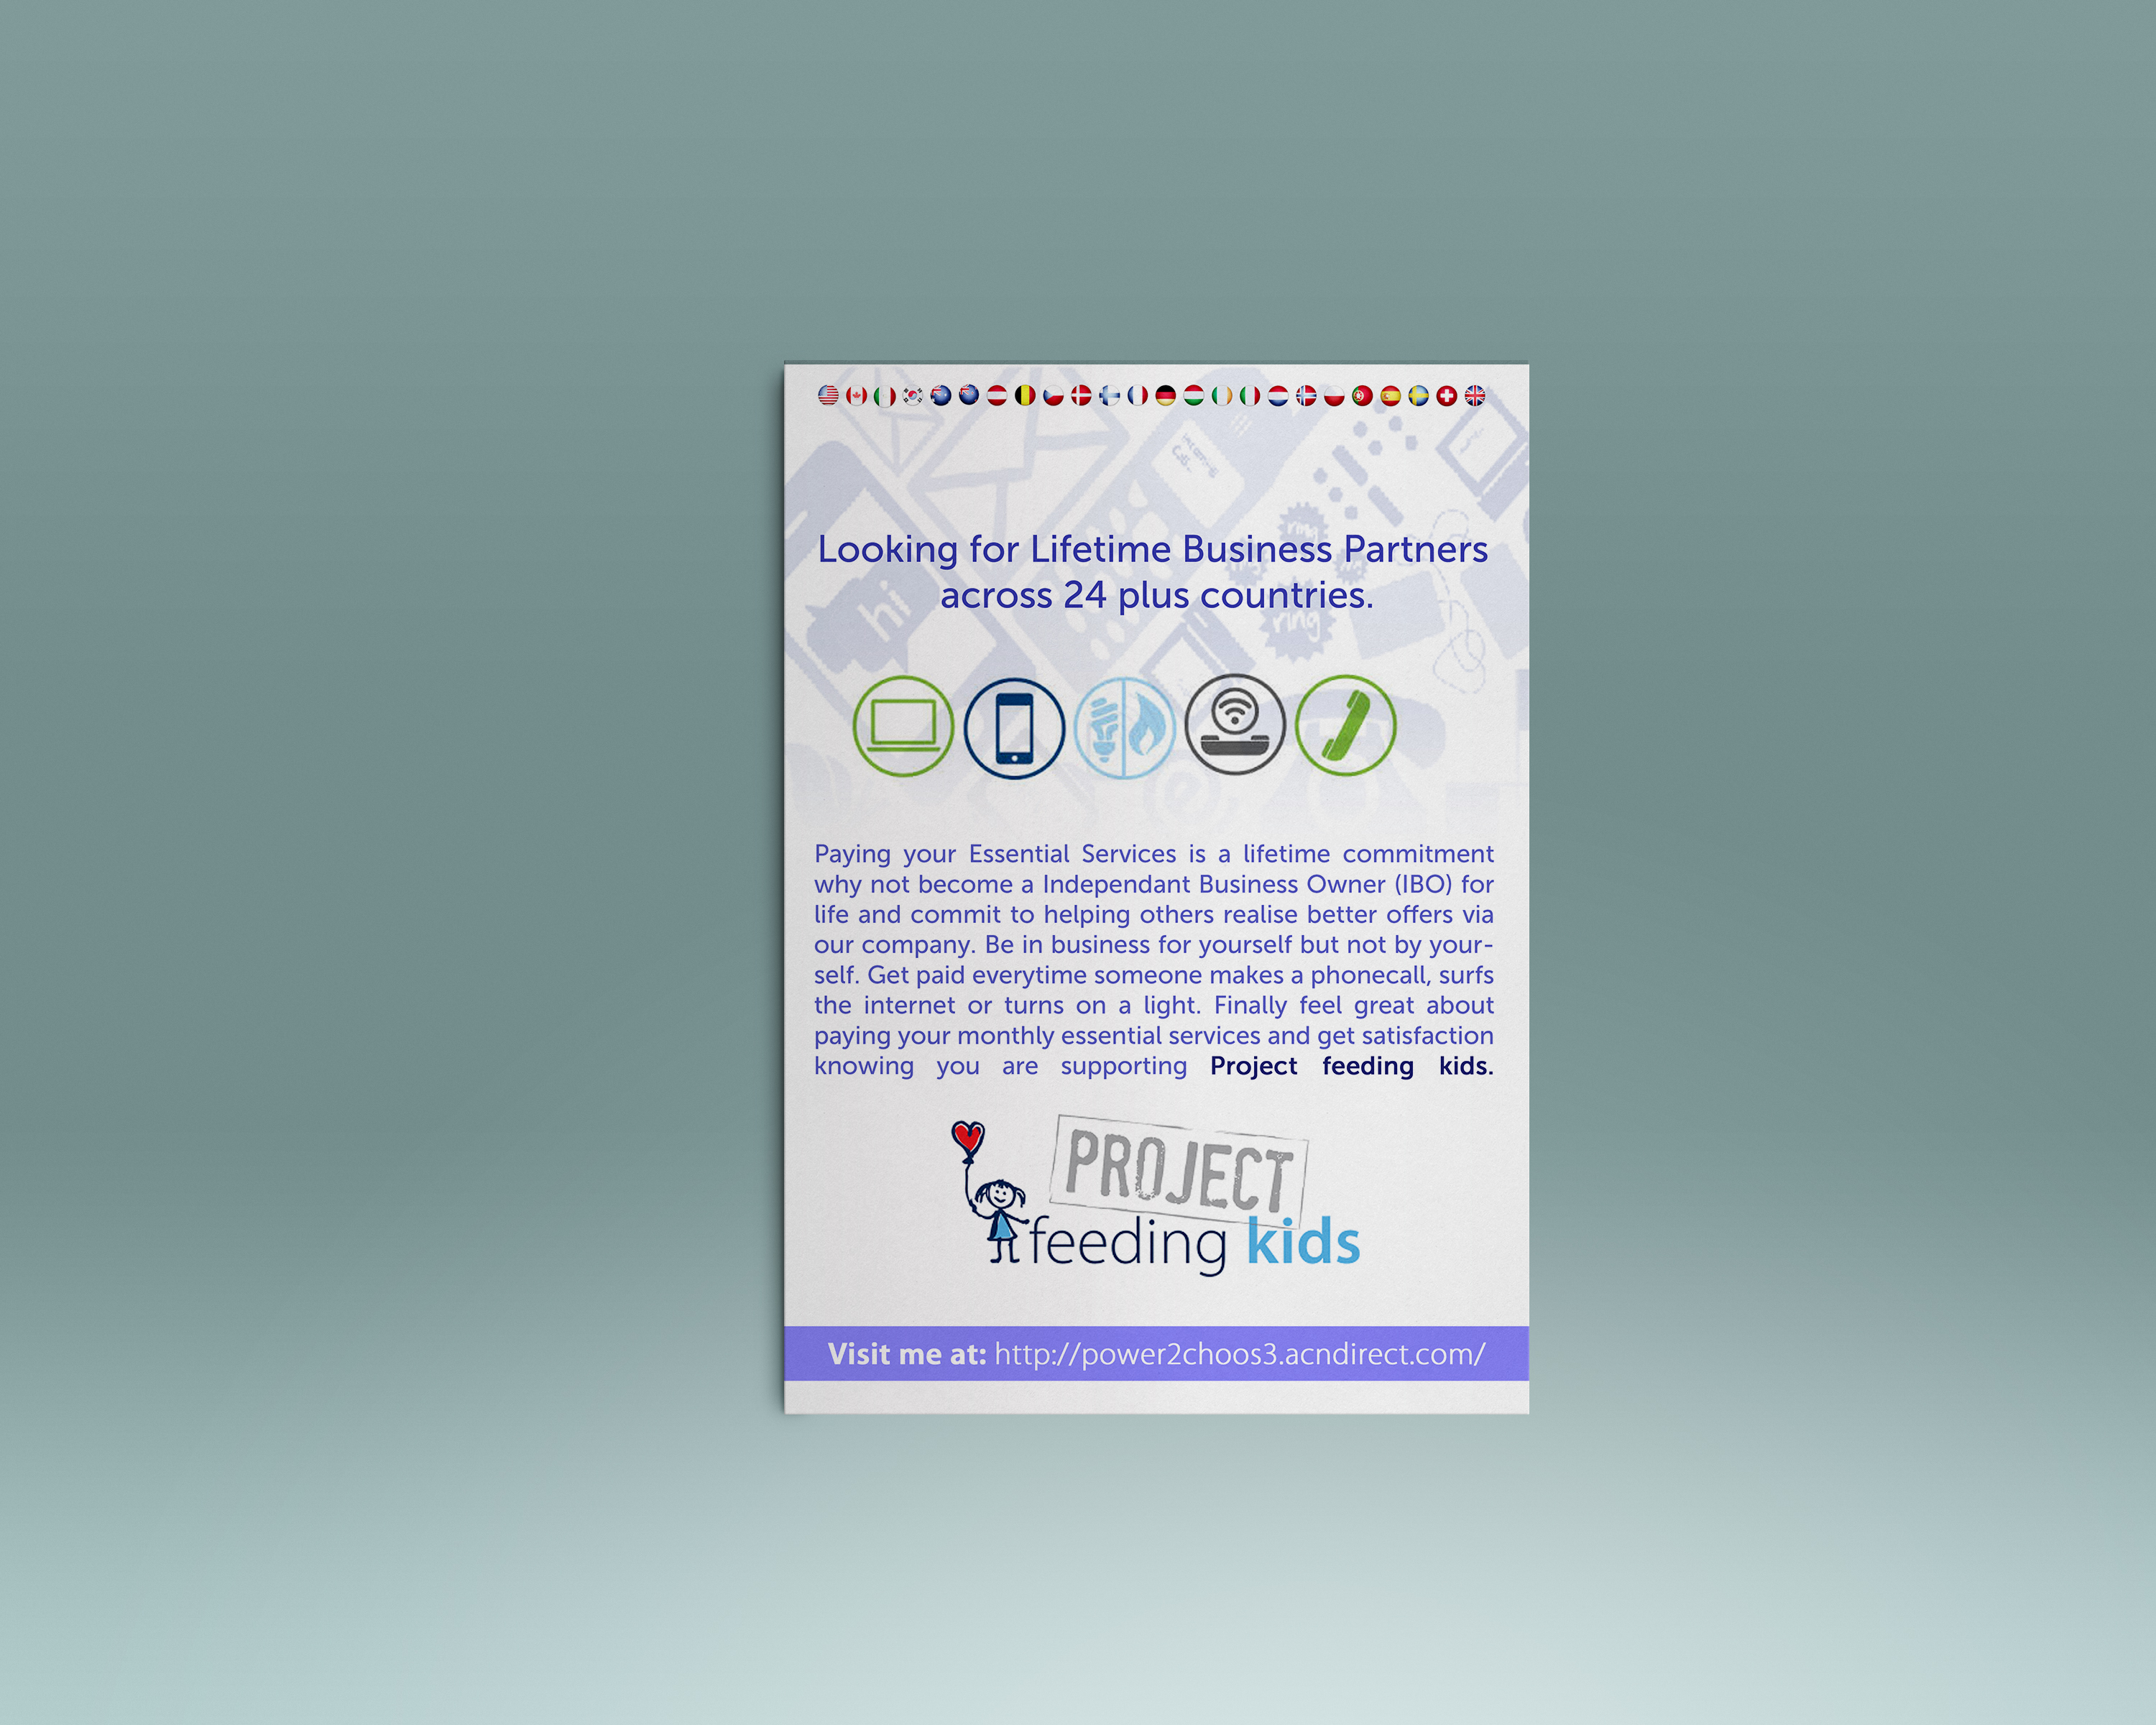 Looking for Lifetime Business Partners
across 24 plus countries.
hi
ring
ring
Paying your Essential Services is a lifetime commitment
why not become a Independant Business Owner (IBO) for
life and commit to helping others realise better offers via
our company. Be in business for yourself but not by your-
self. Get paid everytime someone makes a phonecall, surfs
the internet or turns on a light. Finally feel great about
paying your monthly essential services and get satisfaction
knowing you are supporting Project feeding kids.
PROJECT
feeding kids
Visit me at: http://power2choos3.acndirect.com/